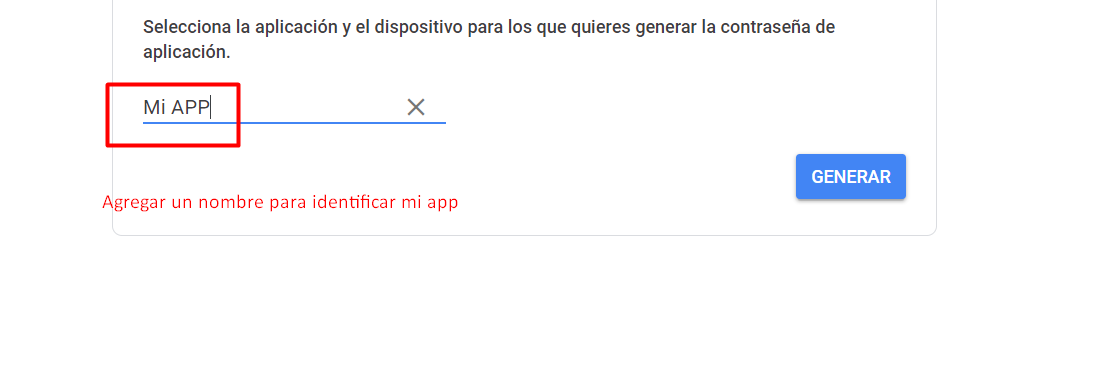 Selecciona la aplicación y el dispositivo para los que quieres generar la contraseña de
aplicación.
Mi APP
GENERAR
Agregar un nombre para identificar mi app